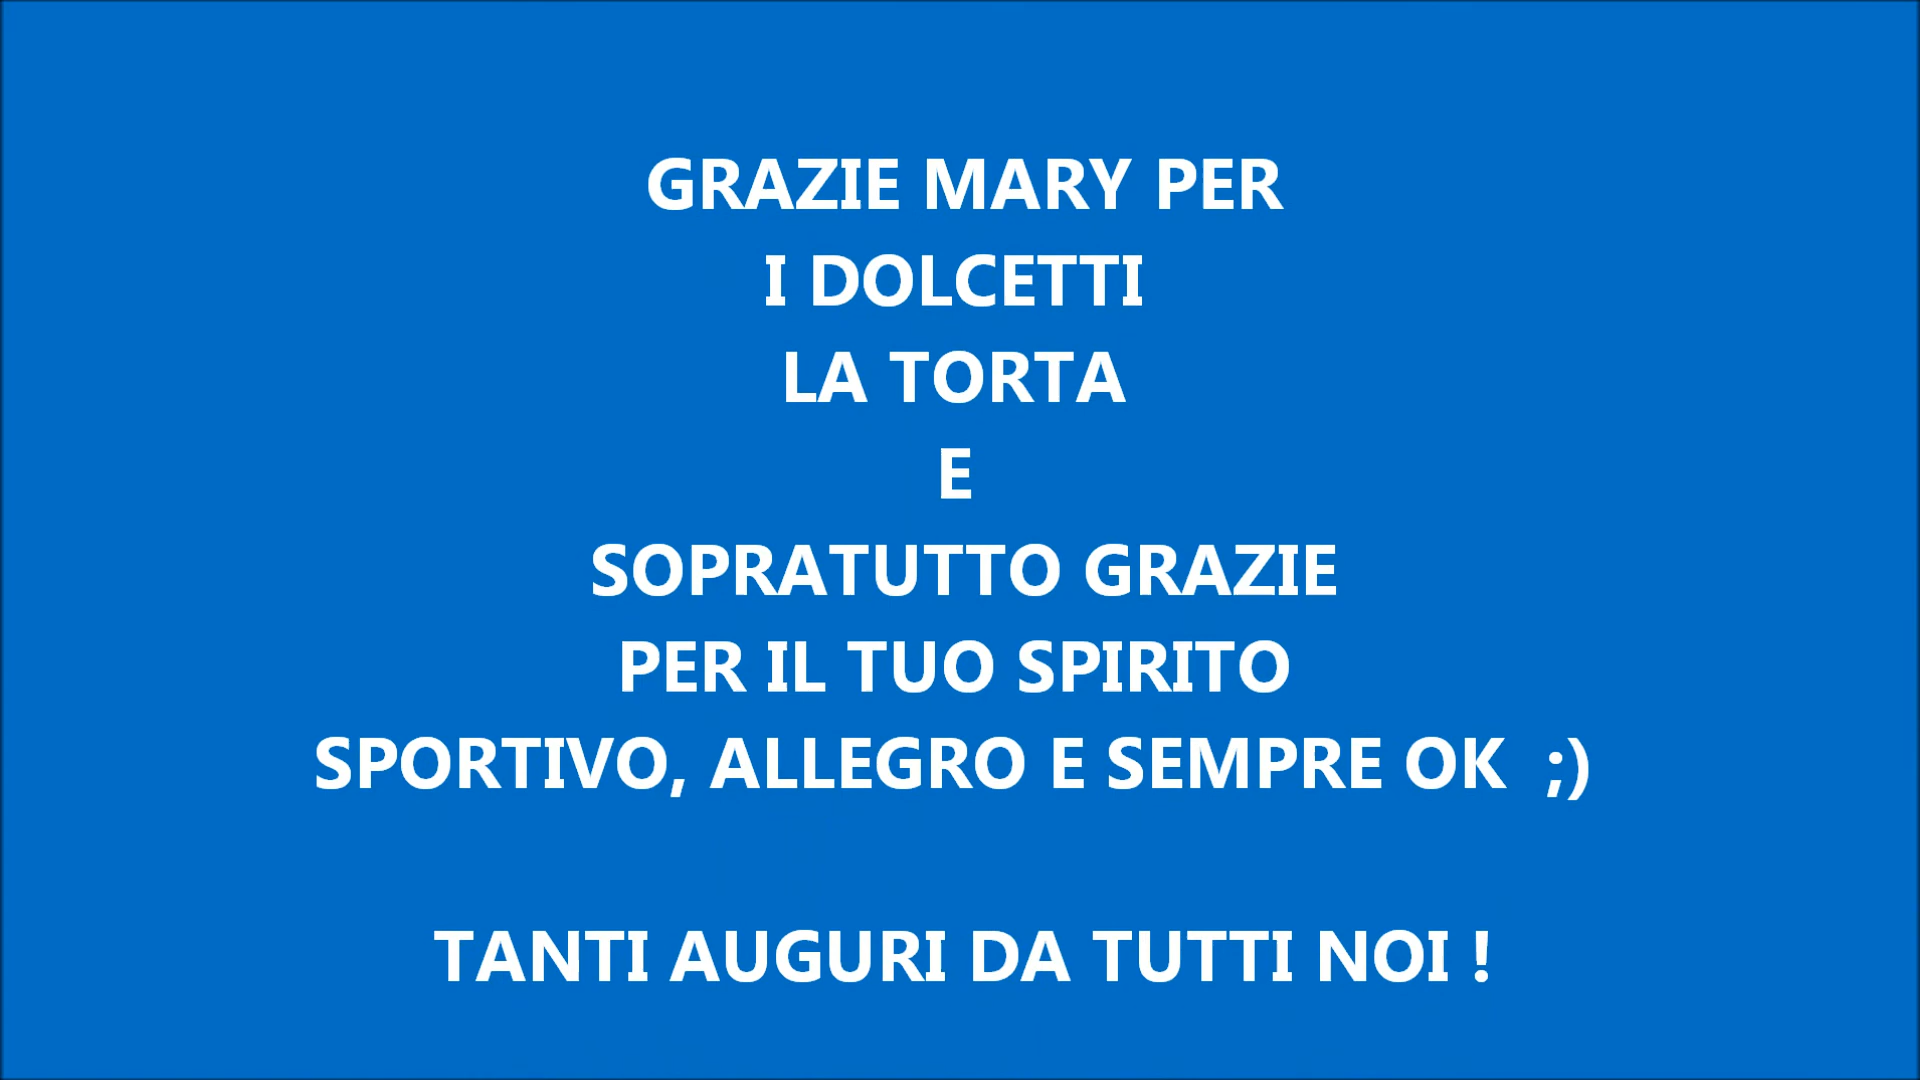 GRAZIE MARY PER
I DOLCETTI
LA TORTA
E
SOPRATUTTO GRAZIE
PER IL TUO SPIRITO
SPORTIVO, ALLEGRO E SEMPRE OK  ;)
TANTI AUGURI DA TUTTI NOI !